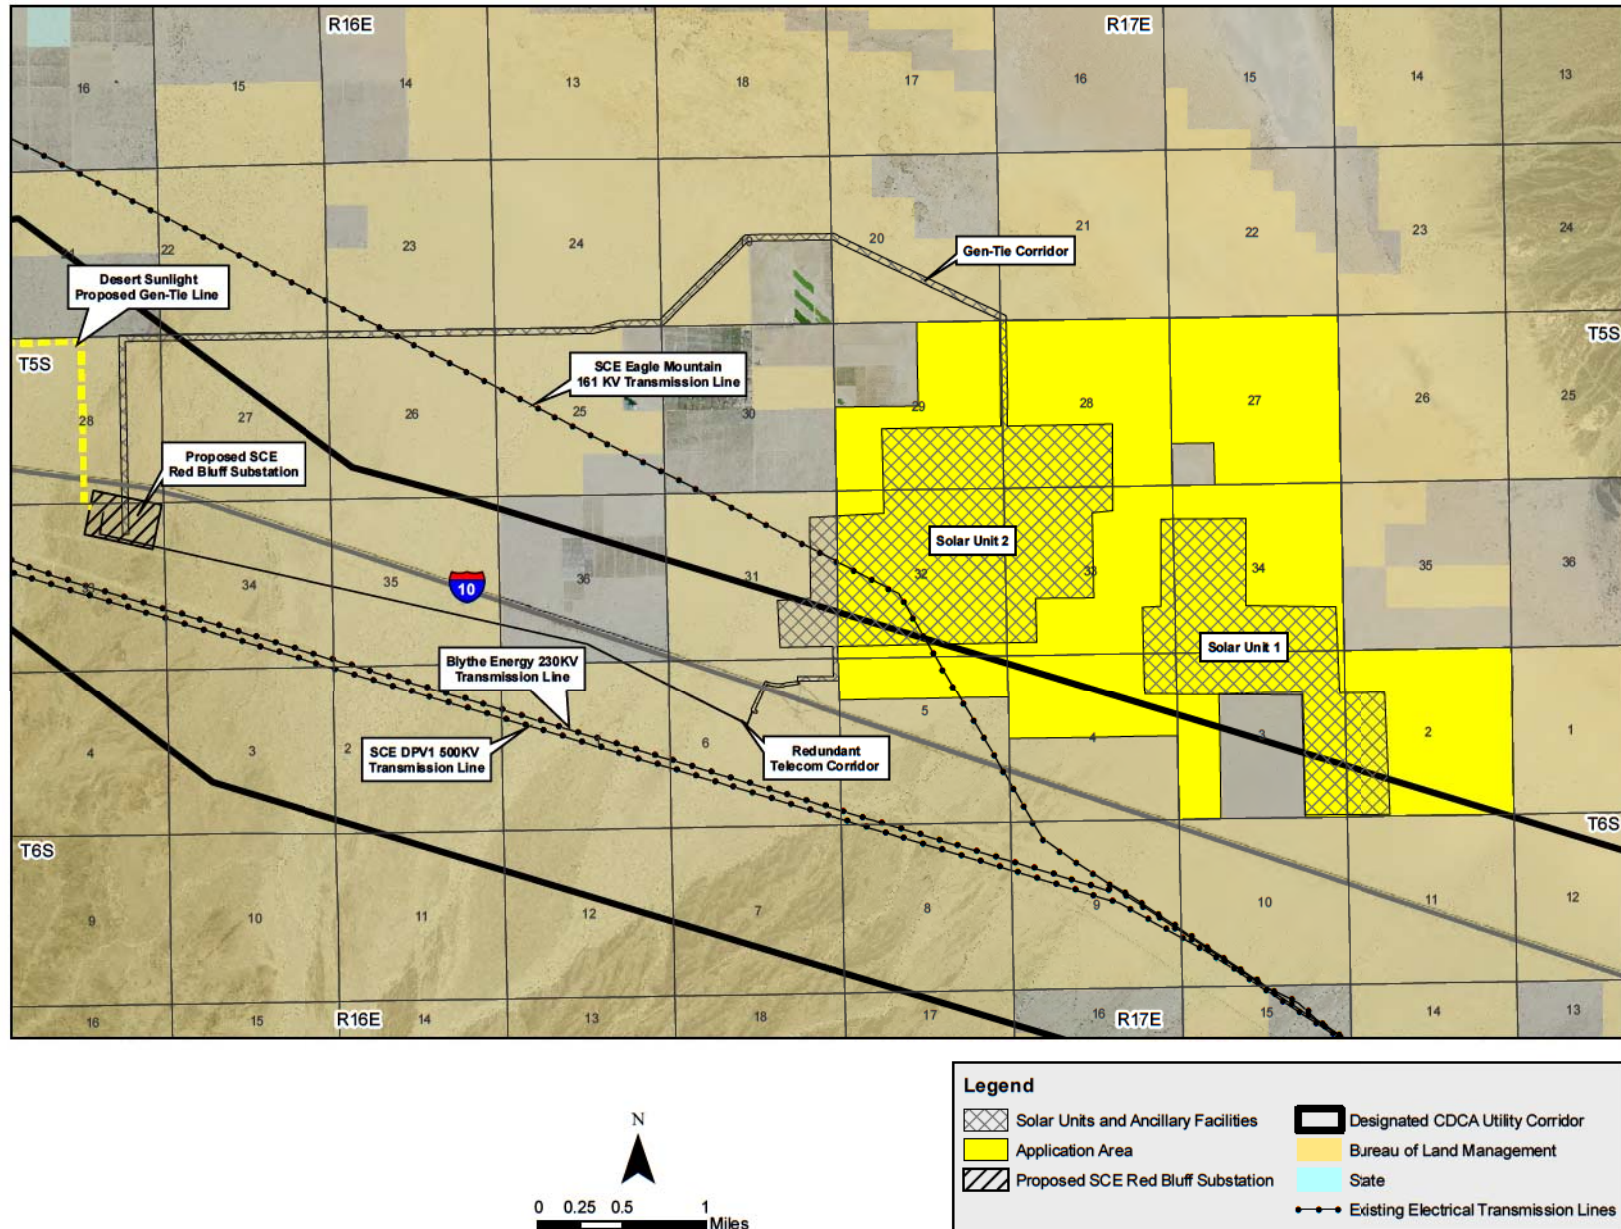 R16E
R17E
16
15
14
13
18
17
16
15
14
13
22
23
24
19
20
21
22
23
24
Gen-Tie Corridor
Desert Sunlight
Proposed Gen-Tie Line
T5S
T5S
SCE Eagle Mountain
161 KV Transmission Line
28
27
26
25
30
29
28
27
26
25
Proposed SCE
Red Bluff Substation
Solar Unit 2
33
34
35
10
36
31
32
33
34
35
36
Solar Unit 1
Blythe Energy 230KV
Transmission Line
SCE DPV1 500KV
Transmission Line
Redundant
Telecom Corridor
4
3
2
6
5
4
3
2
1
T6S
T6S
9
10
11
12
7
8
9
10
11
12
16
15
R16E
14
13
18
17
16
R17E
15
14
13
Legend
Solar Units and Ancillary Facilities
Application Area
Proposed SCE Red Bluff Substation
Designated CDCA Utility Corridor
Bureau of Land Management
State
Existing Electrical Transmission Lines
N
0 0.25 0.5 1
Miles